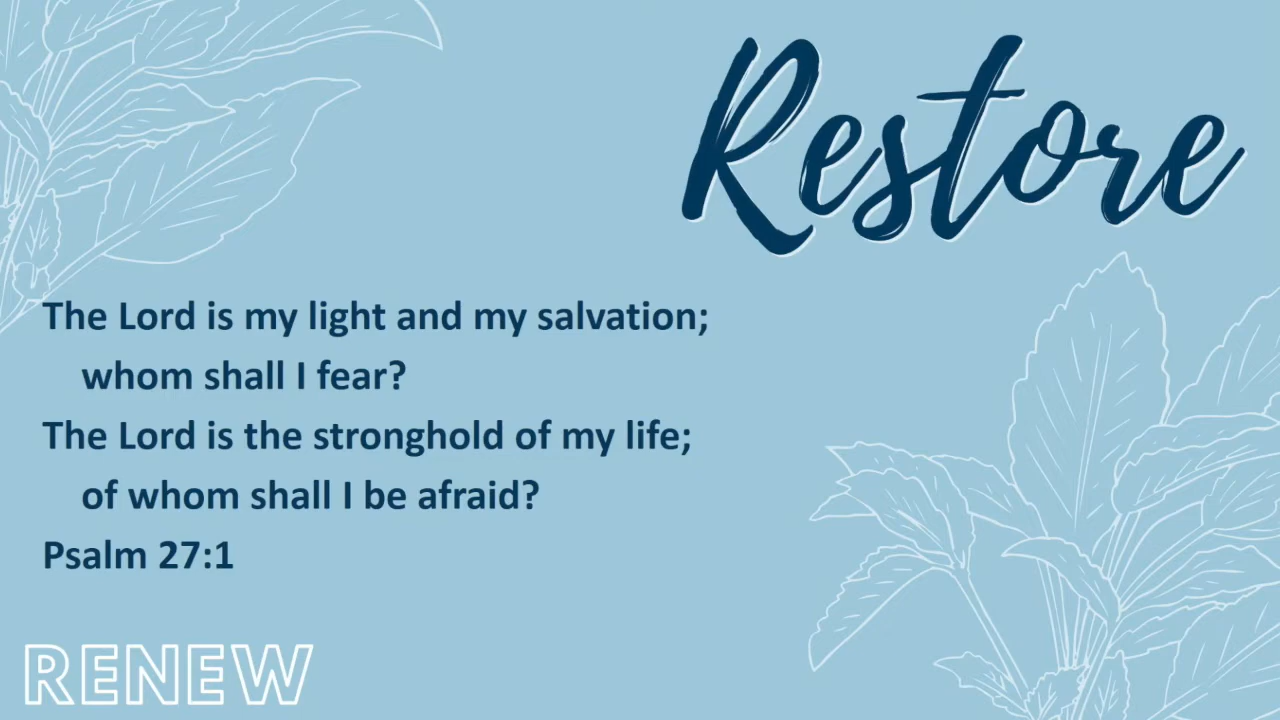 Restore
The Lord is my light and my salvation;
whom shall I fear?
The Lord is the stronghold of my life;
of whom shall I be afraid?
Psalm 27:1
RENEW